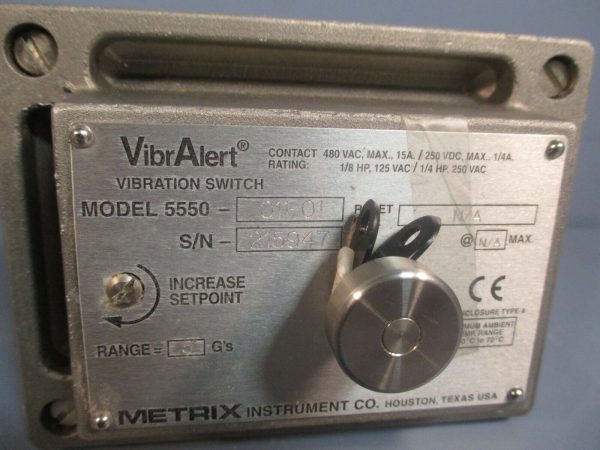 VibrAlert®
VIBRATION SWITCH
CONTACT 480 VAC, MAX., 15A. / 250 VDC, MAX., 1/4A.
RATING: 1/8 HP, 125 VAC / 1/4 HP. 250 VAC
MODEL 5550 - N/A
S/N - @ N/A MAX.
INCREASE
SETPOINT
CE
RANGE = G's
METRIX INSTRUMENT CO. HOUSTON, TEXAS USA